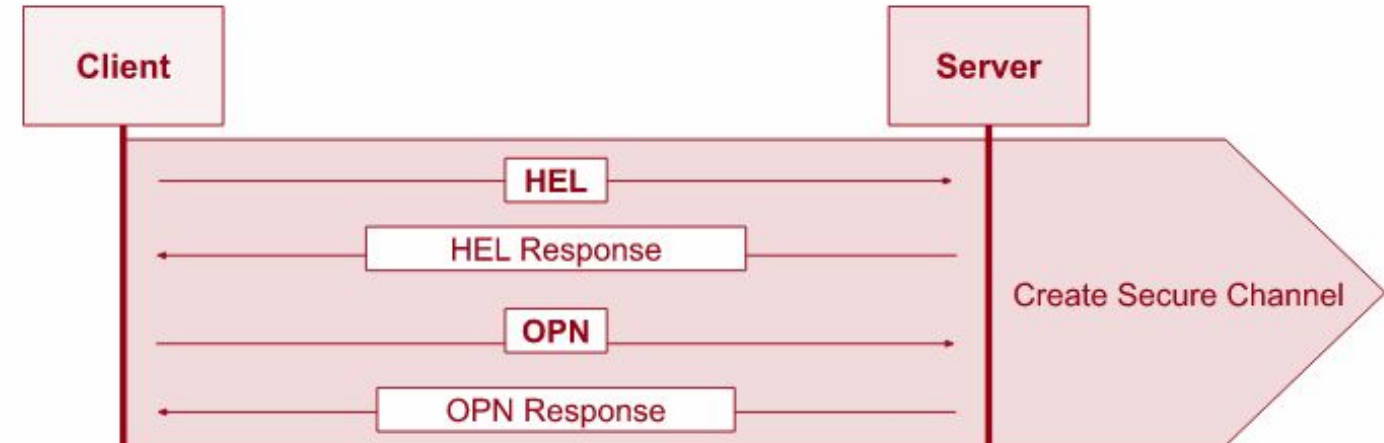 Client
Server
HEL
HEL Response
Create Secure Channel
OPN
OPN Response